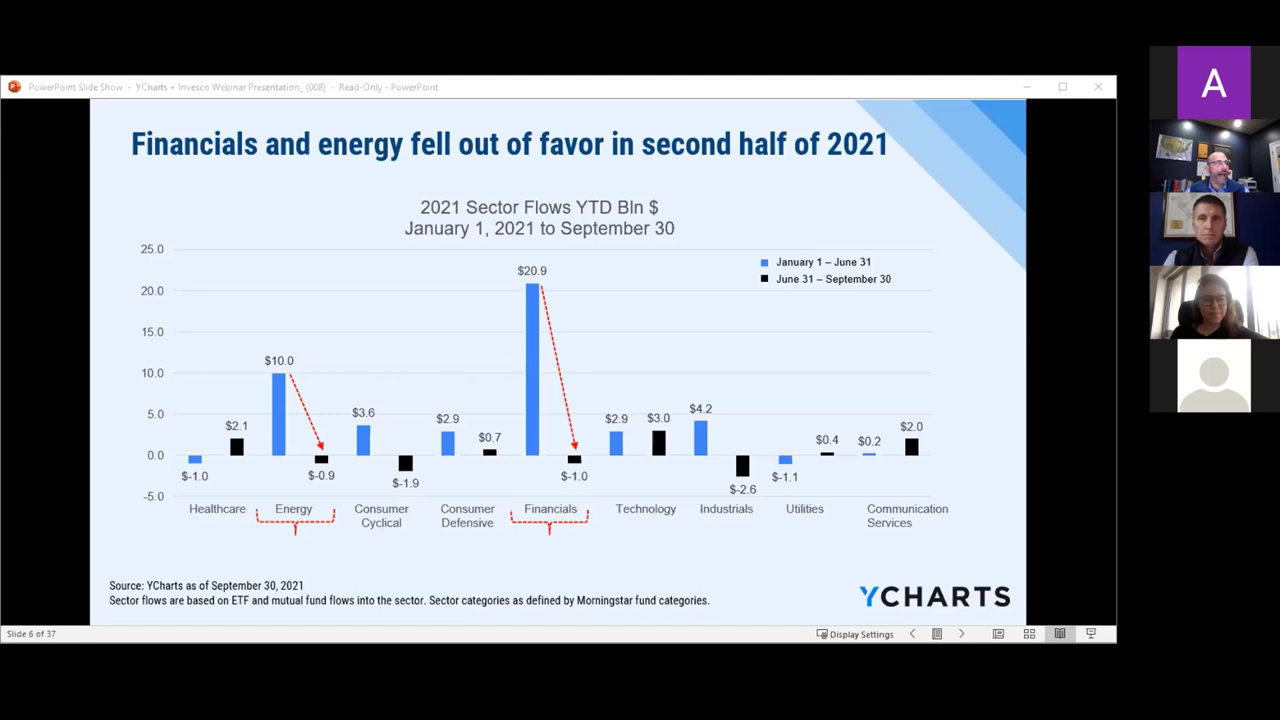 PowerPoint Slide Show - YCharts + Invesco Webinar Presentation_ (008) - Read-Only - PowerPoint
A
Financials and energy fell out of favor in second half of 2021
2021 Sector Flows YTD Bln $
January 1, 2021 to September 30
January 1 – June 31
June 31 – September 30
25.0
20.0
15.0
10.0
5.0
0.0
-5.0
$-1.0
$2.1
$10.0
$-0.9
$3.6
$-1.9
$2.9
$0.7
$20.9
$-1.0
$2.9
$3.0
$4.2
$-2.6
$-1.1
$0.4
$0.2
$2.0
Healthcare
Energy
Consumer
Cyclical
Consumer
Defensive
Financials
Technology
Industrials
Utilities
Communication
Services
Source: YCharts as of September 30, 2021
Sector flows are based on ETF and mutual fund flows into the sector. Sector categories as defined by Morningstar fund categories.
YCHARTS
Slide 6 of 37
Display Settings